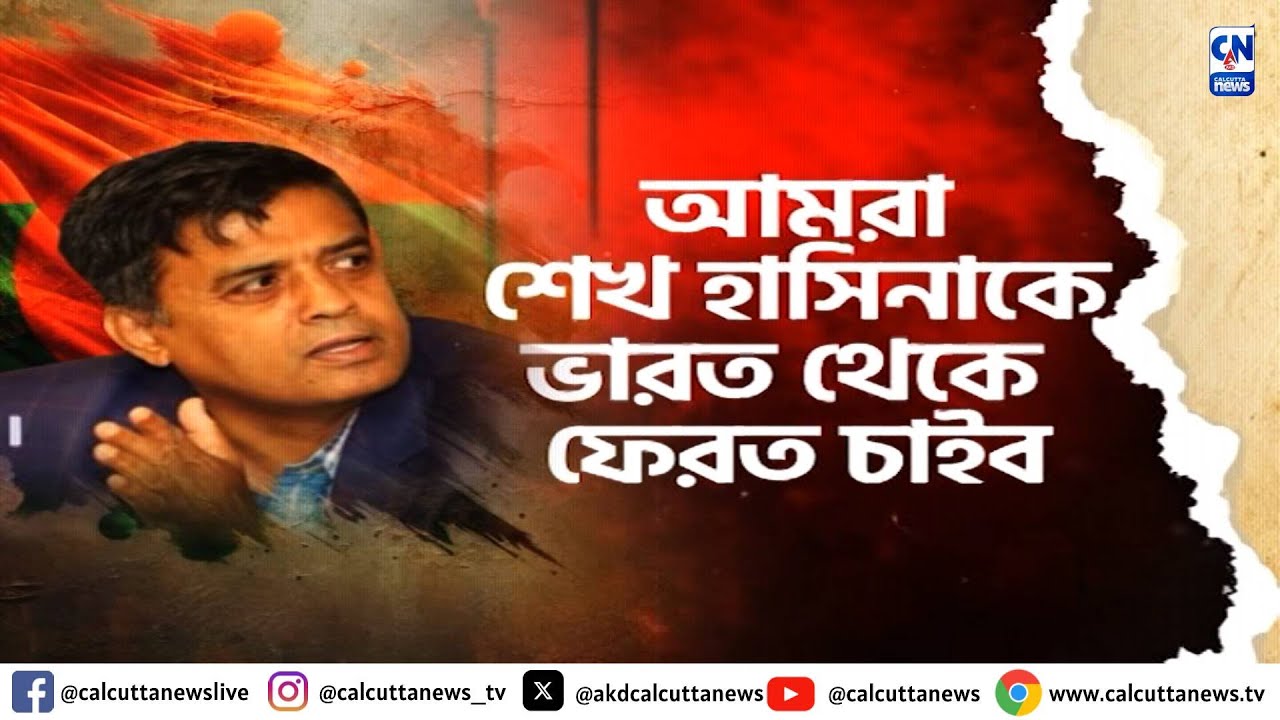 CN
CALCUTTA
news
আমরা
শেখ হাসিনাকে
ভারত থেকে
ফেরত চাইব
@calcuttanewslive @calcuttanews_tv @akdcalcuttanews @calcuttanews www.calcuttanews.tv